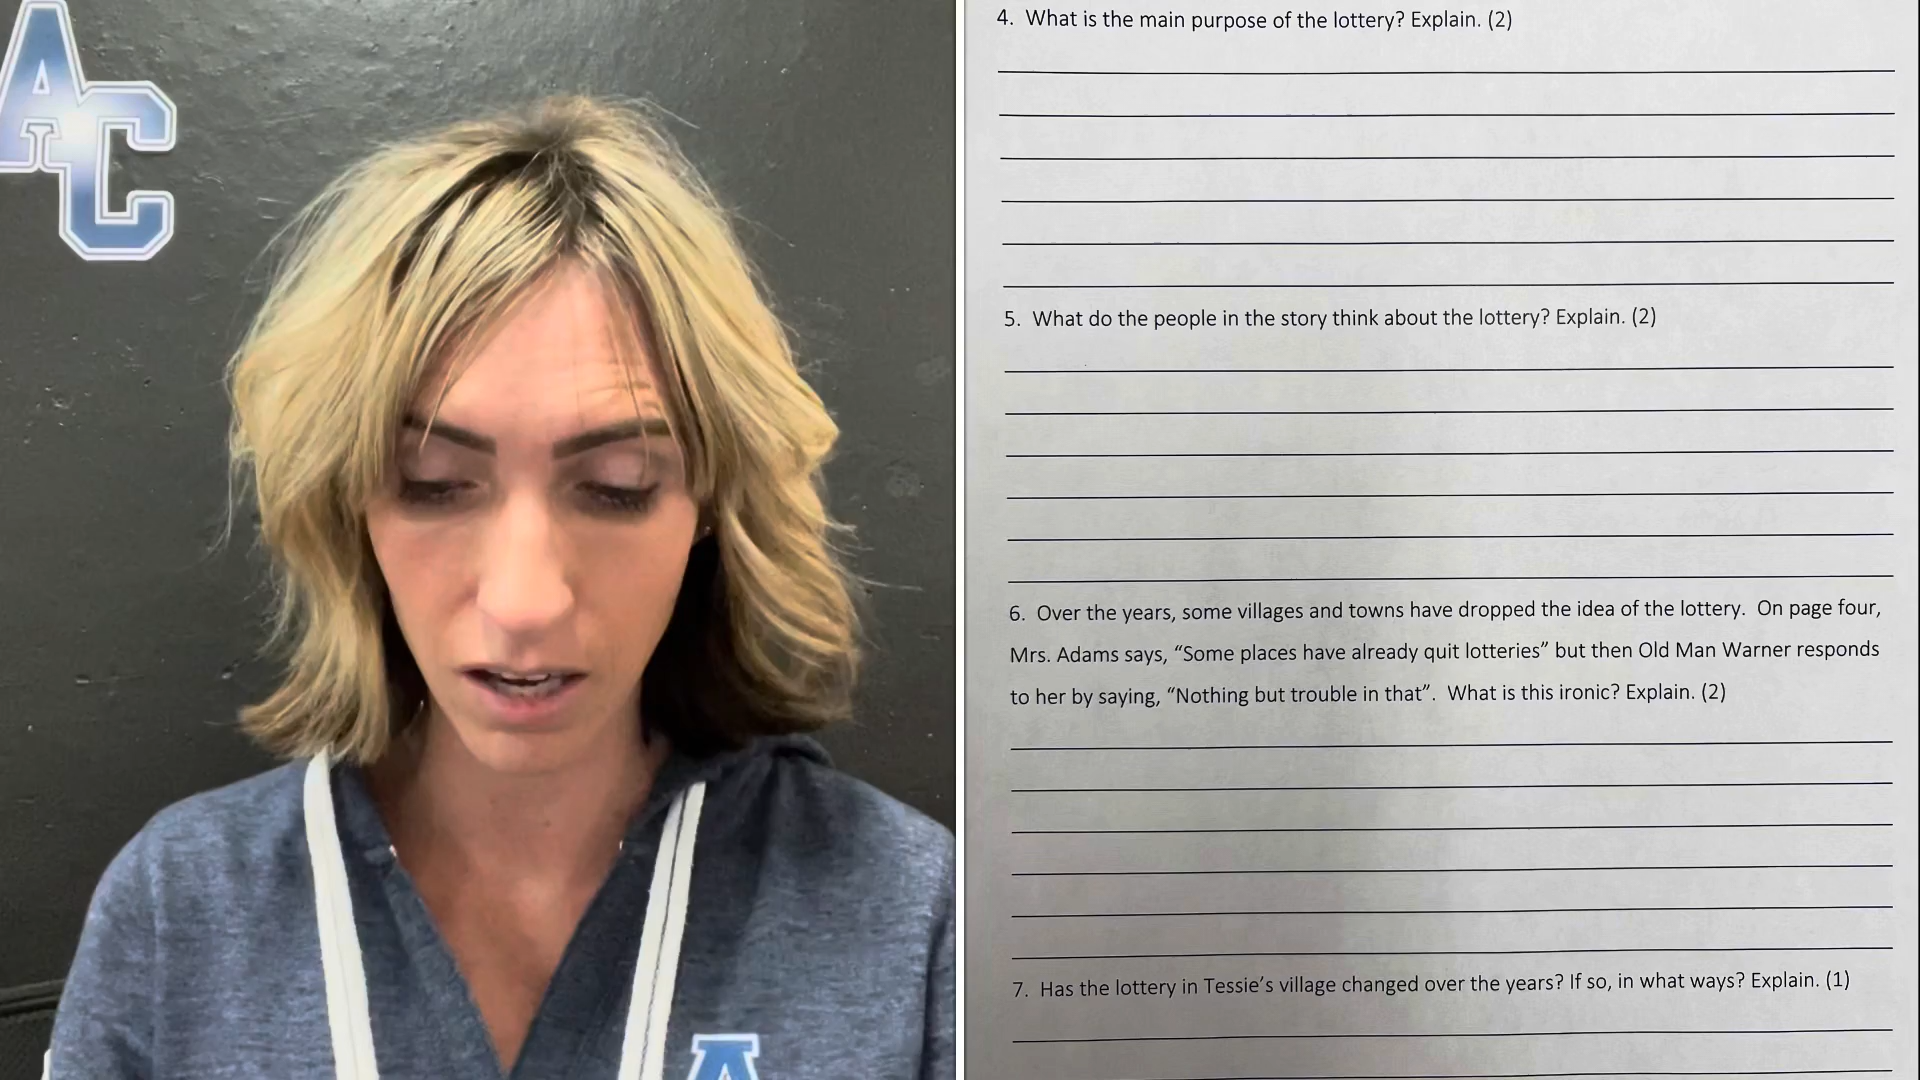 AC
4. What is the main purpose of the lottery? Explain. (2)
5. What do the people in the story think about the lottery? Explain. (2)
6. Over the years, some villages and towns have dropped the idea of the lottery. On page four,
Mrs. Adams says, “Some places have already quit lotteries” but then Old Man Warner responds
to her by saying, “Nothing but trouble in that”. What is this ironic? Explain. (2)
7. Has the lottery in Tessie’s village changed over the years? If so, in what ways? Explain. (1)
A